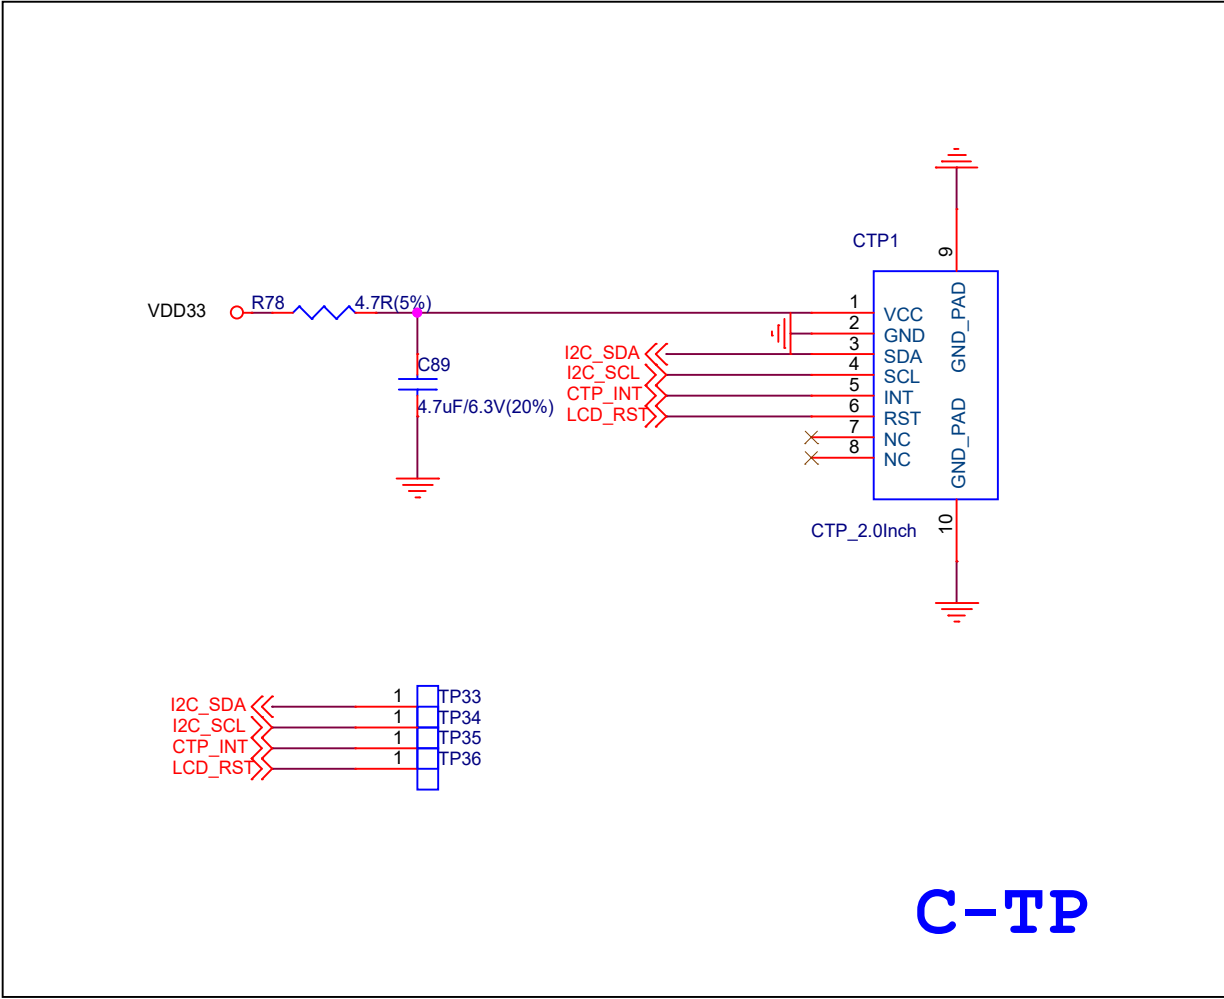 CTP1
9
VDD33
R78
4.7R(5%)
1
VCC
2
GND
I2C_SDA
3
SDA
I2C_SCL
4
SCL
CTP_INT
5
INT
LCD_RST
6
RST
7
NC
8
NC
GND_PAD
GND_PAD
C89
4.7uF/6.3V(20%)
10
CTP_2.0Inch
I2C_SDA
1
TP33
I2C_SCL
1
TP34
CTP_INT
1
TP35
LCD_RST
1
TP36
C-TP